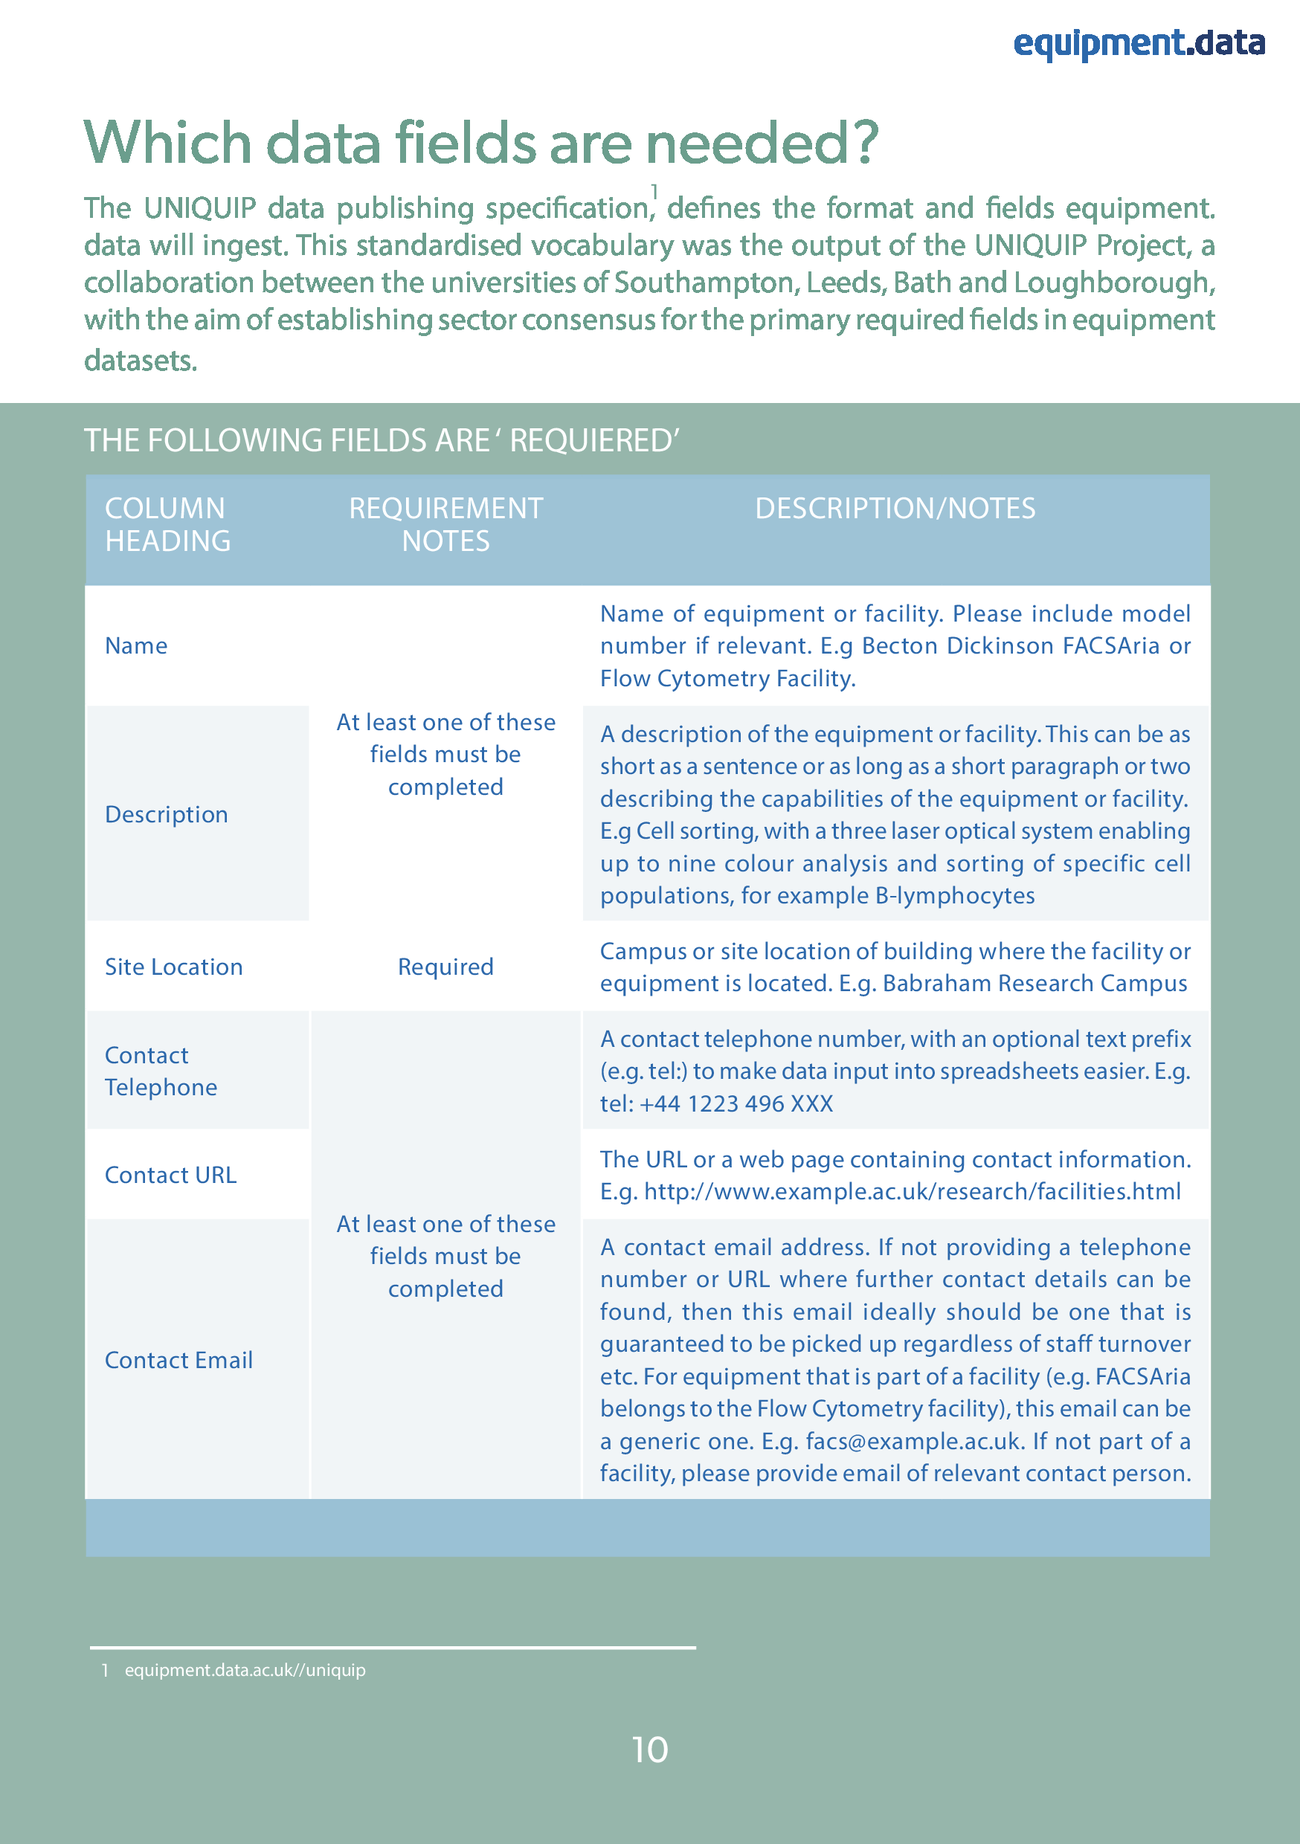 equipment.data
Which data fields are needed?
The UNIQUIP data publishing specification,1 defines the format and fields equipment.
data will ingest. This standardised vocabulary was the output of the UNIQUIP Project, a
collaboration between the universities of Southampton, Leeds, Bath and Loughborough,
with the aim of establishing sector consensus for the primary required fields in equipment
datasets.
THE FOLLOWING FIELDS ARE ‘ REQUIERED’
COLUMN
HEADING
REQUIREMENT
NOTES
DESCRIPTION/NOTES
Name
At least one of these
fields must be
completed
Name of equipment or facility. Please include model
number if relevant. E.g Becton Dickinson FACSAria or
Flow Cytometry Facility.
Description
A description of the equipment or facility. This can be as
short as a sentence or as long as a short paragraph or two
describing the capabilities of the equipment or facility.
E.g Cell sorting, with a three laser optical system enabling
up to nine colour analysis and sorting of specific cell
populations, for example B-lymphocytes
Site Location
Required
Campus or site location of building where the facility or
equipment is located. E.g. Babraham Research Campus
Contact
Telephone
At least one of these
fields must be
completed
A contact telephone number, with an optional text prefix
(e.g. tel:) to make data input into spreadsheets easier. E.g.
tel: +44 1223 496 XXX
Contact URL
The URL or a web page containing contact information.
E.g. http://www.example.ac.uk/research/facilities.html
Contact Email
A contact email address. If not providing a telephone
number or URL where further contact details can be
found, then this email ideally should be one that is
guaranteed to be picked up regardless of staff turnover
etc. For equipment that is part of a facility (e.g. FACSAria
belongs to the Flow Cytometry facility), this email can be
a generic one. E.g. facs@example.ac.uk. If not part of a
facility, please provide email of relevant contact person.
1 equipment.data.ac.uk//uniquip
10